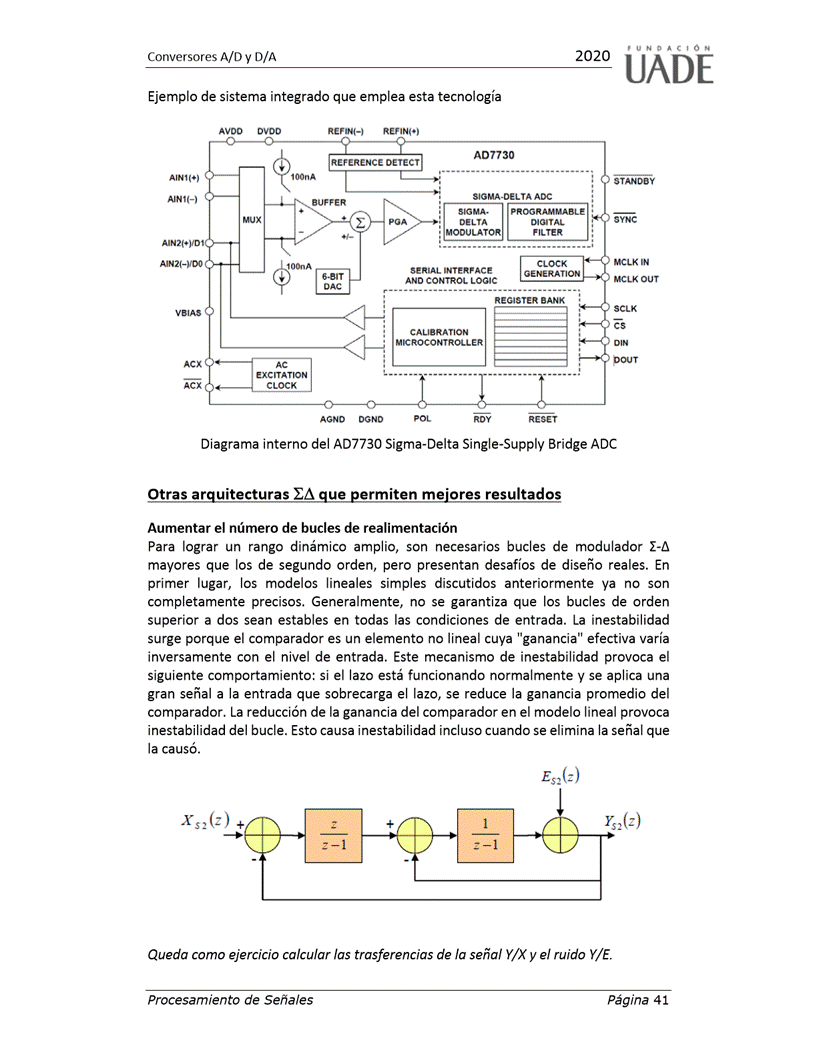 Conversores A/D y D/A
2020
FUNDACIÓN
UADE
Ejemplo de sistema integrado que emplea esta tecnología
AVDD DVDD REFIN(–) REFIN(+)
AD7730
REFERENCE DETECT
STANDBY
AIN1(+)
100nA
AIN1(–)
BUFFER
SIGMA-DELTA ADC
MUX
+
–
+
Σ
+/–
PGA
SIGMA-
DELTA
MODULATOR
PROGRAMMABLE
DIGITAL
FILTER
SYNC
AIN2(+)/D1
AIN2(–)/D0
100nA
6-BIT
DAC
SERIAL INTERFACE
AND CONTROL LOGIC
CLOCK
GENERATION
MCLK IN
MCLK OUT
REGISTER BANK
VBIAS
SCLK
CS
DIN
DOUT
CALIBRATION
MICROCONTROLLER
ACX
ACX
AC
EXCITATION
CLOCK
AGND DGND POL RDY RESET
Diagrama interno del AD7730 Sigma-Delta Single-Supply Bridge ADC
Otras arquitecturas ΣΔ que permiten mejores resultados
Aumentar el número de bucles de realimentación
Para lograr un rango dinámico amplio, son necesarios bucles de modulador Σ-Δ
mayores que los de segundo orden, pero presentan desafíos de diseño reales. En
primer lugar, los modelos lineales simples discutidos anteriormente ya no son
completamente precisos. Generalmente, no se garantiza que los bucles de orden
superior a dos sean estables en todas las condiciones de entrada. La inestabilidad
surge porque el comparador es un elemento no lineal cuya "ganancia" efectiva varía
inversamente con el nivel de entrada. Este mecanismo de inestabilidad provoca el
siguiente comportamiento: si el lazo está funcionando normalmente y se aplica una
gran señal a la entrada que sobrecarga el lazo, se reduce la ganancia promedio del
comparador. La reducción de la ganancia del comparador en el modelo lineal provoca
inestabilidad del bucle. Esto causa inestabilidad incluso cuando se elimina la señal que
la causó.
E_{S2}(z)
X_{S2}(z)
+
-
z
z-1
+
-
1
z-1
Y_{S2}(z)
Queda como ejercicio calcular las trasferencias de la señal Y/X y el ruido Y/E.
Procesamiento de Señales
Página 41